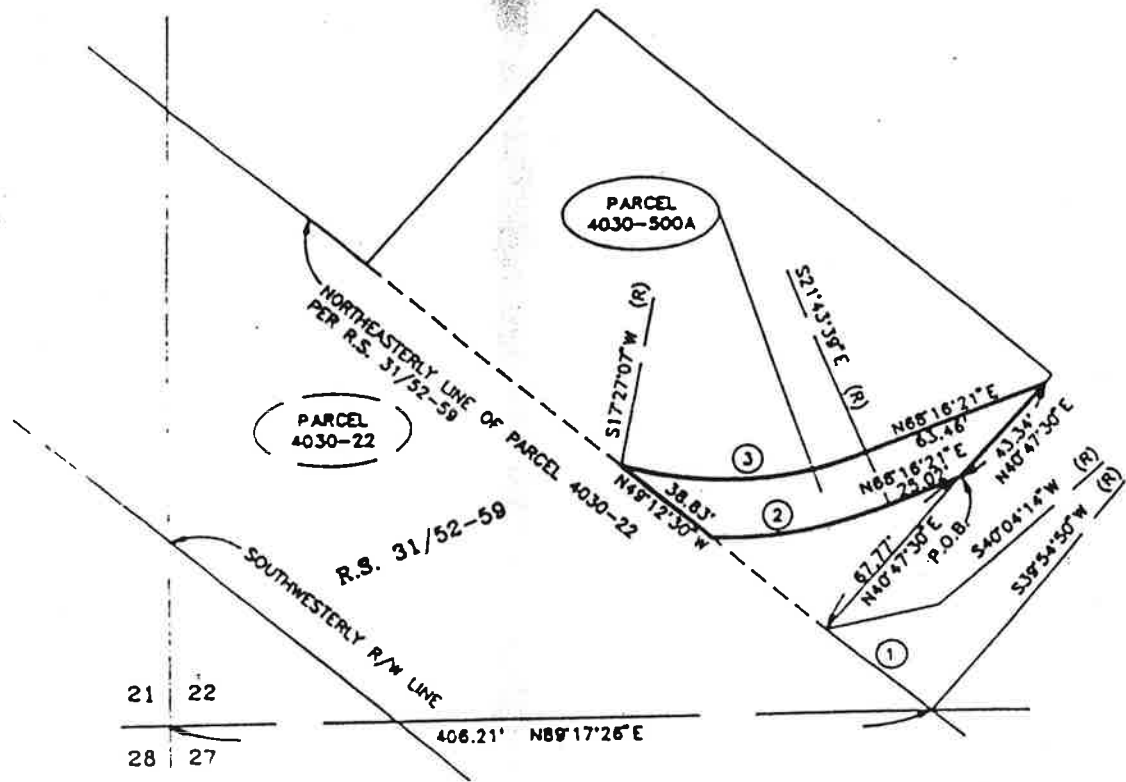 PARCEL
4030-500A
S17°27'07"W (R)
S21°43'39"E (R)
NORTHEASTERLY LINE OF PARCEL 4030-22
PER R.S. 31/52-59
PARCEL
4030-22
N68°16'21"E
63.46'
3
N68°16'21"E
25.02'
43.34'
N40°47'30"E
38.83'
N49°12'30"W
2
67.77'
N40°47'30"E
P.O.B.
S40°04'14"W (R)
S39°54'50"W (R)
R.S. 31/52-59
SOUTHWESTERLY R/W LINE
1
21 22
406.21' N89°17'26"E
28 27